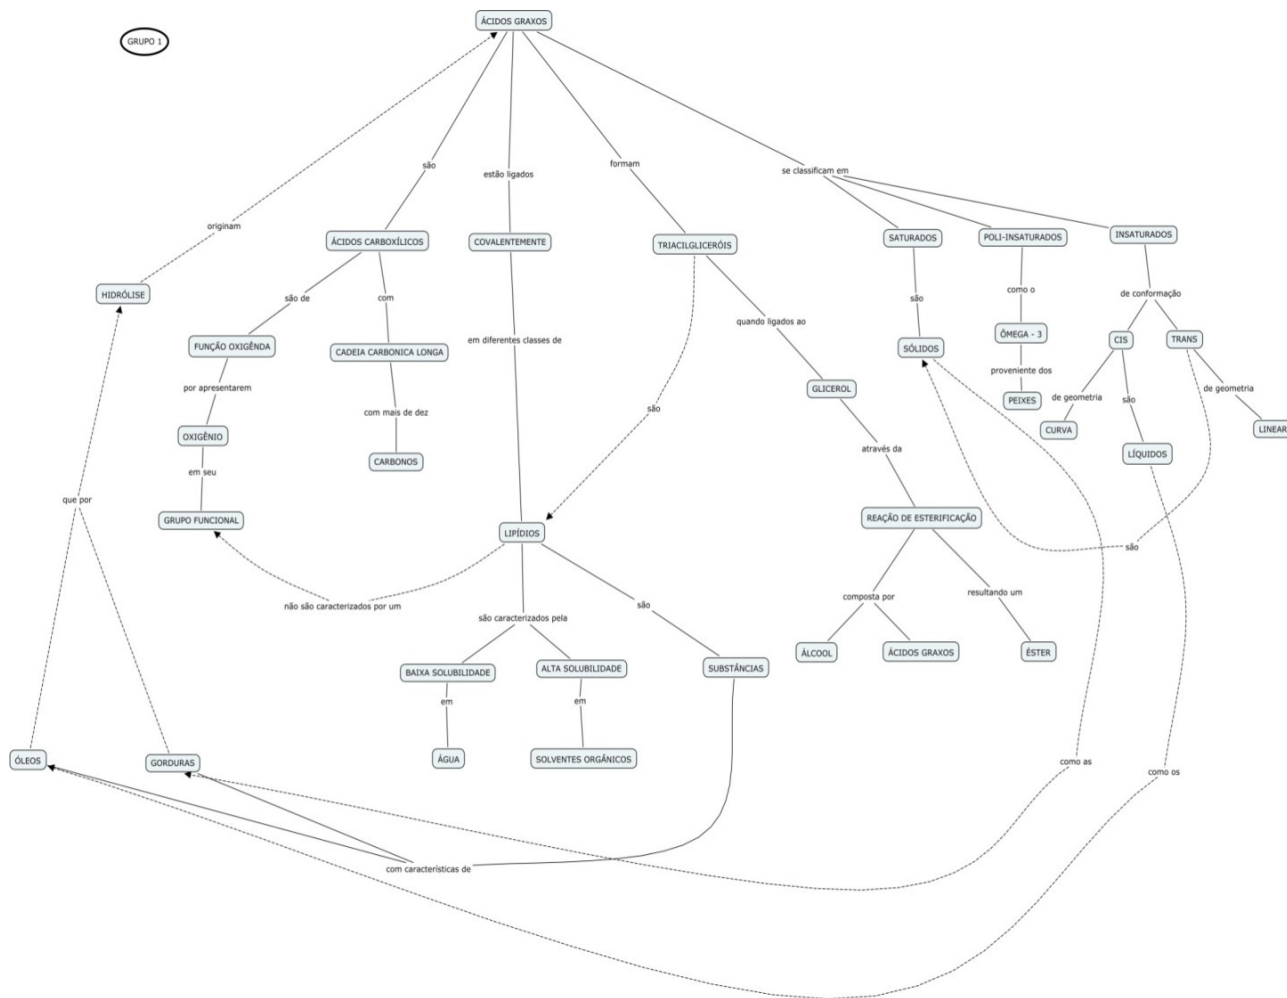 ÁCIDOS GRAXOS
GRUPO 1
são
formam
estão ligados
se classificam em
originam
ÁCIDOS CARBOXÍLICOS
COVALENTEMENTE
TRIACILGLICERÓIS
SATURADOS
POLI-INSATURADOS
INSATURADOS
HIDRÓLISE
são de
com
são
como o
de conformação
quando ligados ao
FUNÇÃO OXIGÊNDA
CADEIA CARBONICA LONGA
em diferentes classes de
SÓLIDOS
ÔMEGA - 3
CIS
TRANS
proveniente dos
por apresentarem
com mais de dez
são
GLICEROL
PEIXES
de geometria
são
de geometria
OXIGÊNIO
CARBONOS
através da
CURVA
LINEAR
LÍQUIDOS
em seu
que por
GRUPO FUNCIONAL
LIPÍDIOS
REAÇÃO DE ESTERIFICAÇÃO
são
não são caracterizados por um
são caracterizados pela
são
composta por
resultando um
BAIXA SOLUBILIDADE
ALTA SOLUBILIDADE
SUBSTÂNCIAS
ÁLCOOL
ÁCIDOS GRAXOS
ÉSTER
em
em
ÓLEOS
GORDURAS
ÁGUA
SOLVENTES ORGÂNICOS
como as
como os
com características de